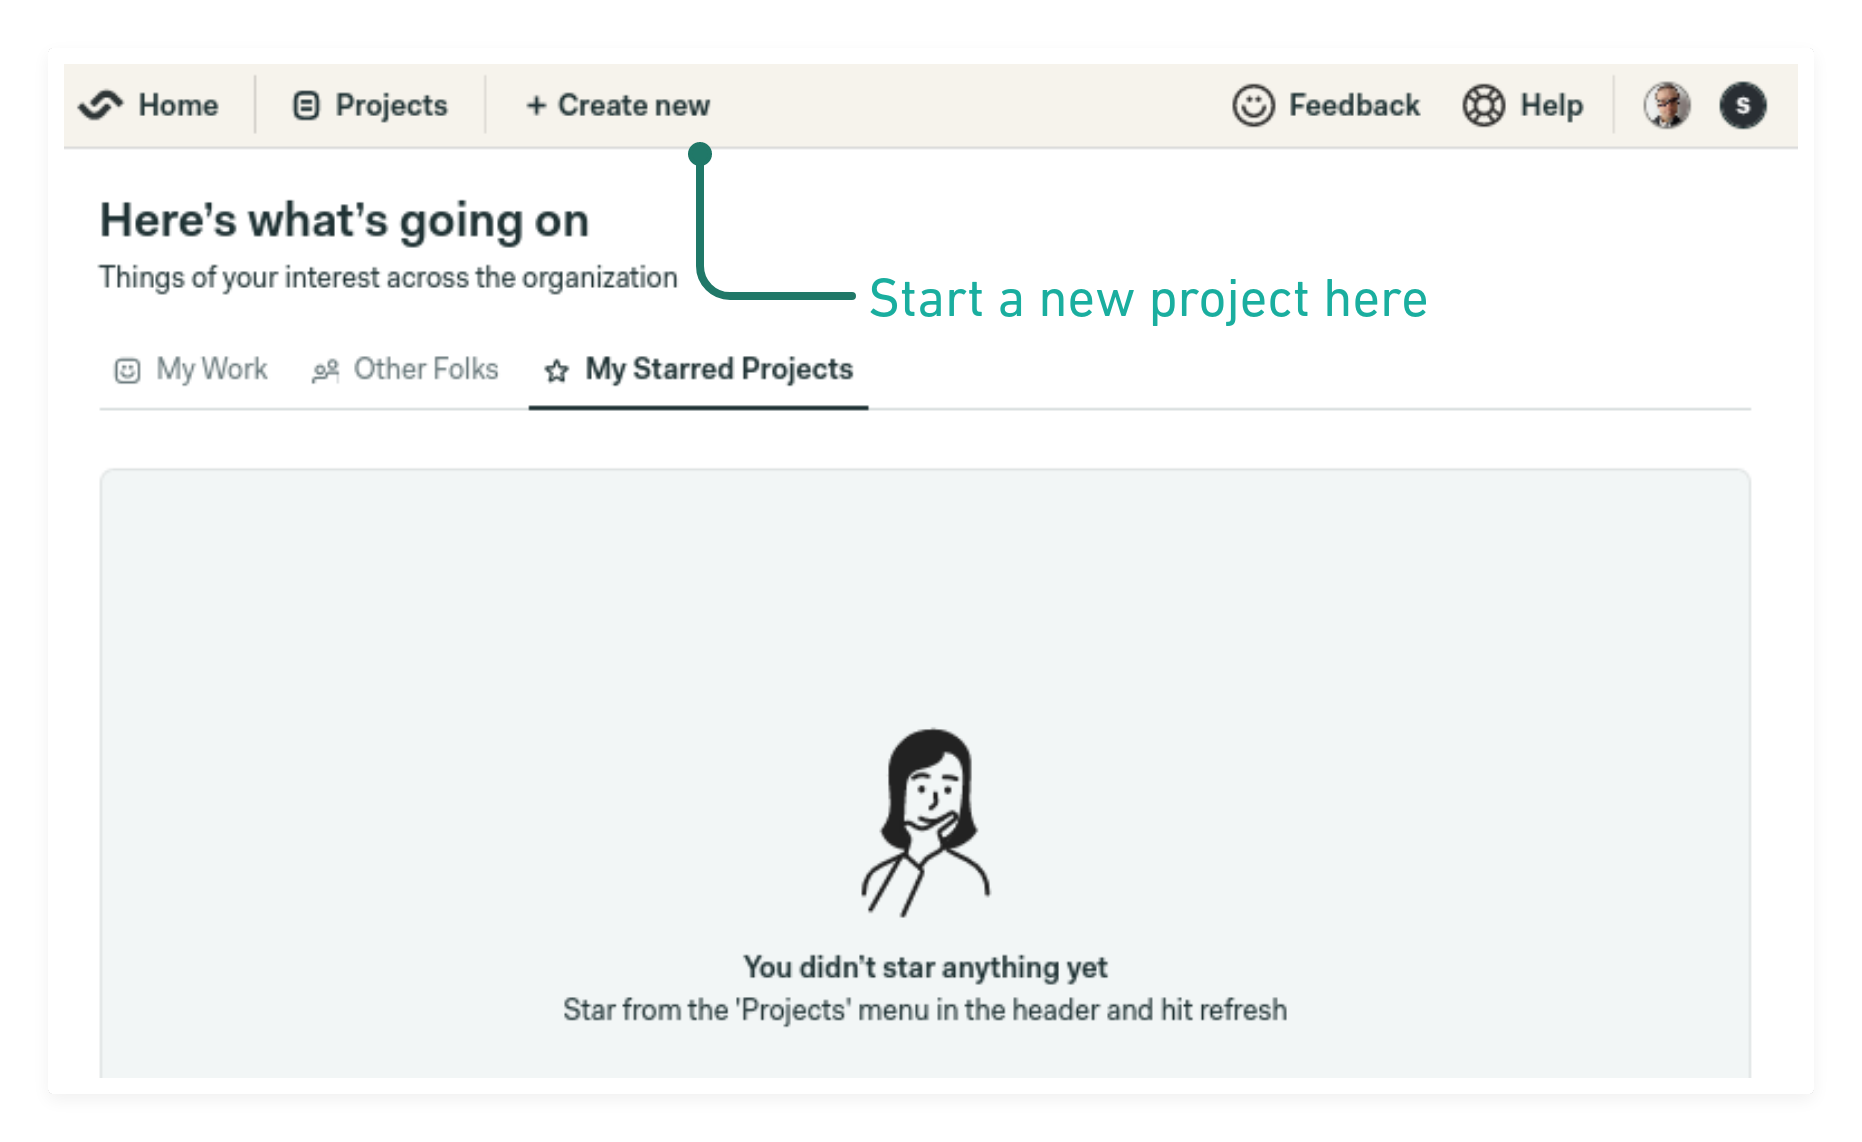 Home
Projects
+ Create new
Feedback
Help
S
Here's what's going on
Things of your interest across the organization
Start a new project here
My Work
Other Folks
My Starred Projects
You didn't star anything yet
Star from the 'Projects' menu in the header and hit refresh